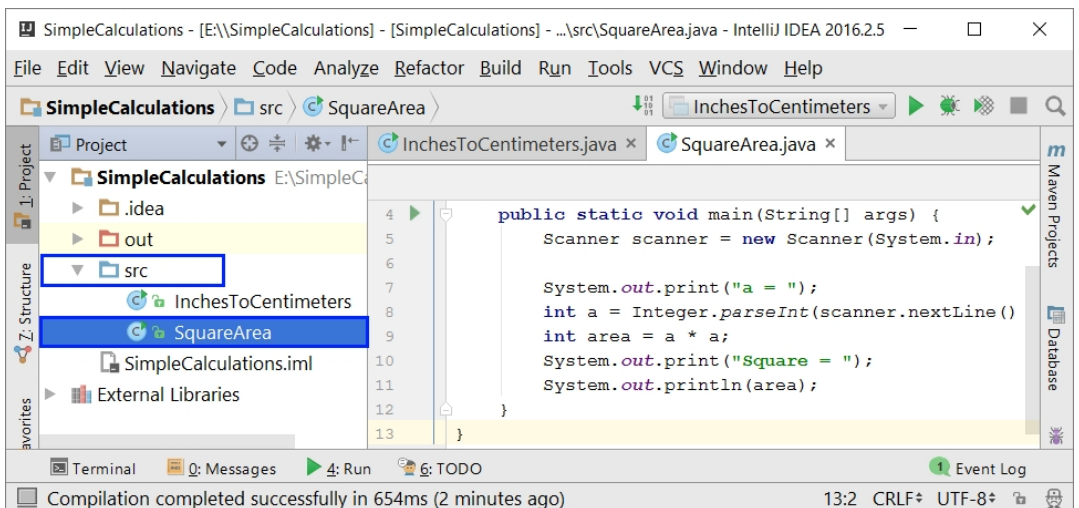 SimpleCalculations - [E:\\SimpleCalculations] - [SimpleCalculations] - ...\src\SquareArea.java - IntelliJ IDEA 2016.2.5
File Edit View Navigate Code Analyze Refactor Build Run Tools VCS Window Help
SimpleCalculations src SquareArea InchesToCentimeters
1: Project
Z: Structure
Project
SimpleCalculations E:\SimpleCa
.idea
out
src
InchesToCentimeters
SquareArea
SimpleCalculations.iml
External Libraries
InchesToCentimeters.java × SquareArea.java ×
4 public static void main(String[] args) {
5 Scanner scanner = new Scanner(System.in);
6
7 System.out.print("a = ");
8 int a = Integer.parseInt(scanner.nextLine()
9 int area = a * a;
10 System.out.print("Square = ");
11 System.out.println(area);
12 }
13 }
m Maven Projects
Database
Terminal 0: Messages 4: Run 6: TODO 1 Event Log
Compilation completed successfully in 654ms (2 minutes ago) 13:2 CRLF UTF-8